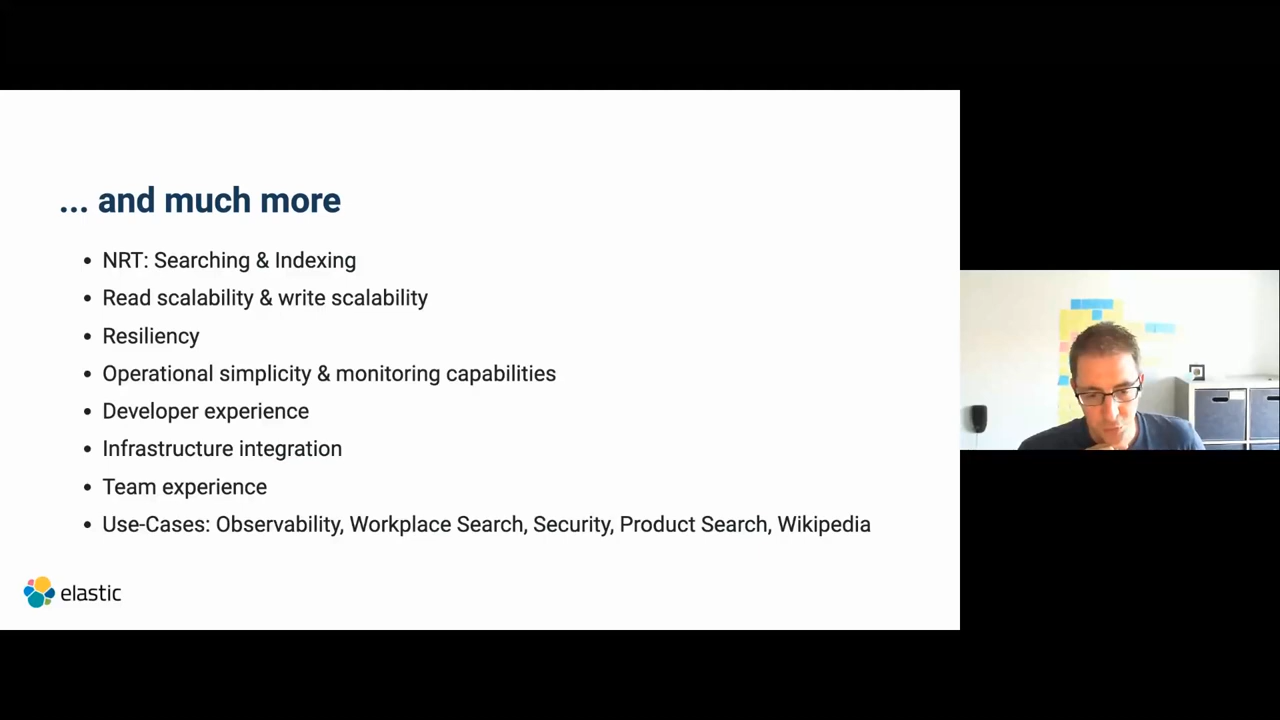 ... and much more
• NRT: Searching & Indexing
• Read scalability & write scalability
• Resiliency
• Operational simplicity & monitoring capabilities
• Developer experience
• Infrastructure integration
• Team experience
• Use-Cases: Observability, Workplace Search, Security, Product Search, Wikipedia
elastic